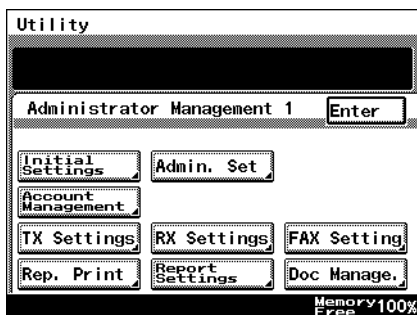 Utility
Administrator Management 1 Enter
Initial
Settings
Admin. Set
Account
Management
TX Settings RX Settings FAX Setting
Rep. Print
Report
Settings
Doc Manage.
Memory
Free
100%